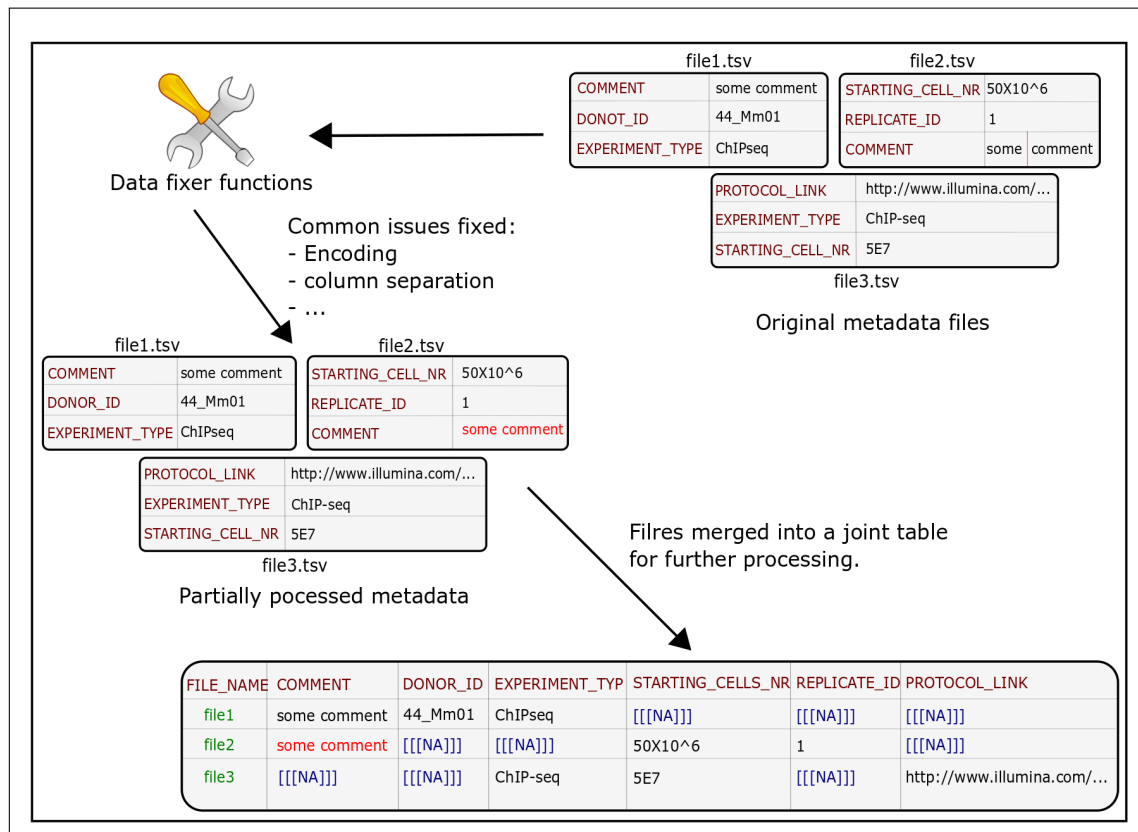 file1.tsv
COMMENT some comment
DONOT_ID 44_Mm01
EXPERIMENT_TYPE ChIPseq
file2.tsv
STARTING_CELL_NR 50X10^6
REPLICATE_ID 1
COMMENT some comment
PROTOCOL_LINK http://www.illumina.com/...
EXPERIMENT_TYPE ChIP-seq
STARTING_CELL_NR 5E7
file3.tsv
Original metadata files
Data fixer functions
Common issues fixed:
- Encoding
- column separation
- ...
file1.tsv
COMMENT some comment
DONOR_ID 44_Mm01
EXPERIMENT_TYPE ChIPseq
file2.tsv
STARTING_CELL_NR 50X10^6
REPLICATE_ID 1
COMMENT some comment
PROTOCOL_LINK http://www.illumina.com/...
EXPERIMENT_TYPE ChIP-seq
STARTING_CELL_NR 5E7
file3.tsv
Partially pocessed metadata
Filres merged into a joint table
for further processing.
FILE_NAME COMMENT DONOR_ID EXPERIMENT_TYP STARTING_CELLS_NR REPLICATE_ID PROTOCOL_LINK
file1 some comment 44_Mm01 ChIPseq [[[NA]]] [[[NA]]] [[[NA]]]
file2 some comment [[[NA]]] [[[NA]]] 50X10^6 1 [[[NA]]]
file3 [[[NA]]] [[[NA]]] ChIP-seq 5E7 [[[NA]]] http://www.illumina.com/...